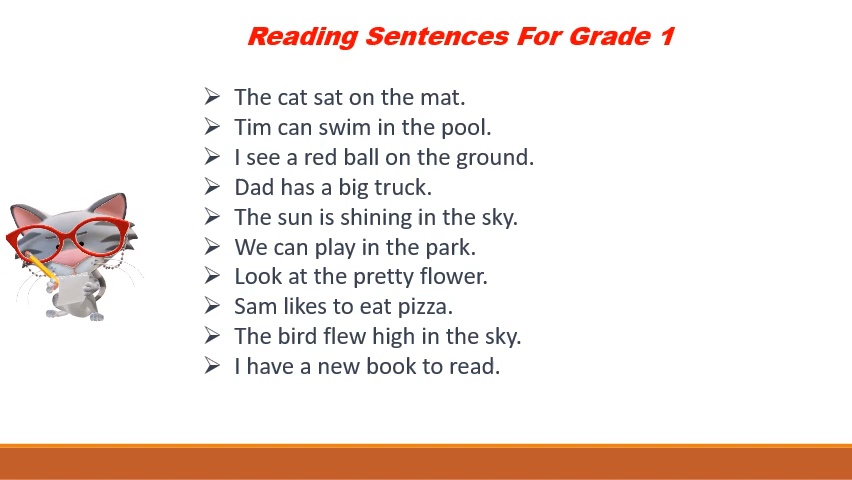 Reading Sentences For Grade 1
➢ The cat sat on the mat.
➢ Tim can swim in the pool.
➢ I see a red ball on the ground.
➢ Dad has a big truck.
➢ The sun is shining in the sky.
➢ We can play in the park.
➢ Look at the pretty flower.
➢ Sam likes to eat pizza.
➢ The bird flew high in the sky.
➢ I have a new book to read.